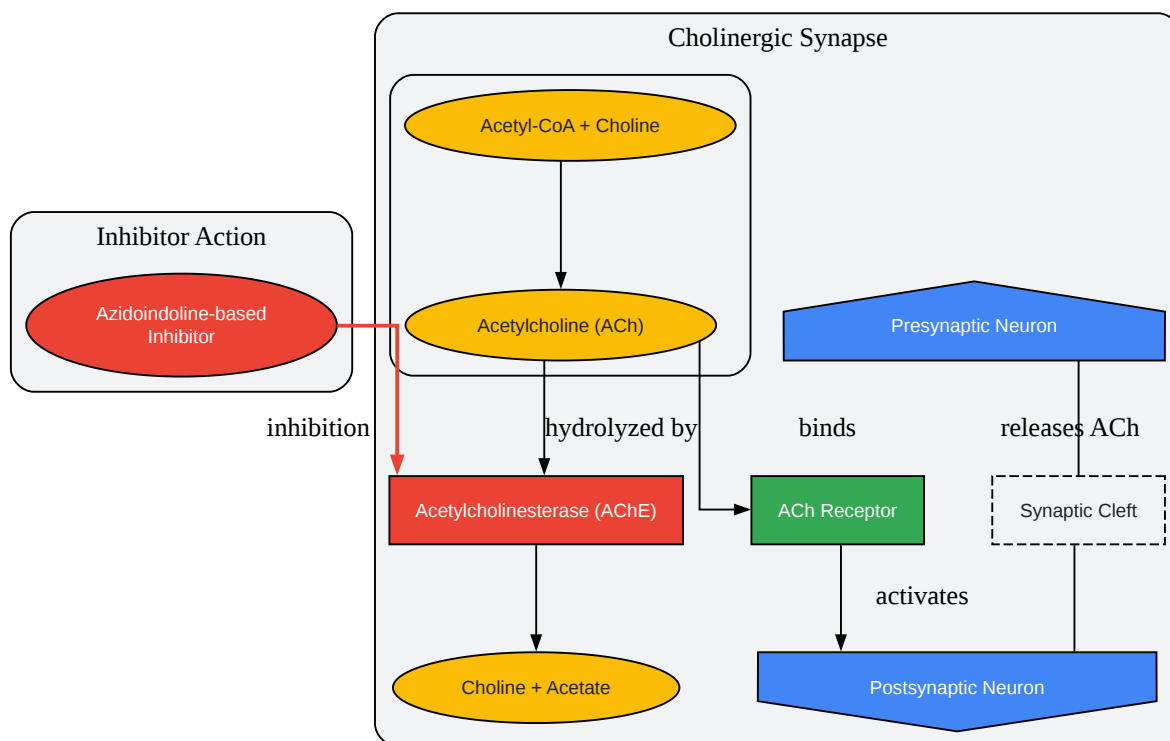 Cholinergic Synapse
Acetyl-CoA + Choline
Inhibitor Action
Azidoindoline-based
Inhibitor
Acetylcholine (ACh)
Presynaptic Neuron
inhibition
hydrolyzed by
binds
releases ACh
Acetylcholinesterase (AChE)
ACh Receptor
Synaptic Cleft
activates
Choline + Acetate
Postsynaptic Neuron